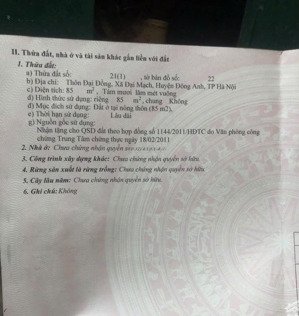 II. Thửa đất, nhà ở và tài sản khác gắn liền với đất
1. Thửa đất:
a) Thửa đất số: 21(1) , tờ bản đồ số: 22
b) Địa chỉ: Thôn Đại Đồng, Xã Đại Mạch, Huyện Đông Anh, TP Hà Nội
c) Diện tích: 85 m², Tám mươi lăm mét vuông
d) Hình thức sử dụng: riêng 85 m², chung Không
đ) Mục đích sử dụng: Đất ở tại nông thôn (85 m2),
e) Thời hạn sử dụng: Lâu dài
g) Nguồn gốc sử dụng:
Nhận tặng cho QSD đất theo hợp đồng số 1144/2011/HĐTC do Văn phòng công
chứng Trung Tâm chứng thực ngày 18/02/2011
2. Nhà ở: Chưa chứng nhận quyền
3. Công trình xây dựng khác: Chưa chứng nhận quyền sở hữu.
4. Rừng sản xuất là rừng trồng: Chưa chứng nhận quyền sở hữu
5. Cây lâu năm: Chưa chứng nhận quyền sở hữu.
6. Ghi chú: Không